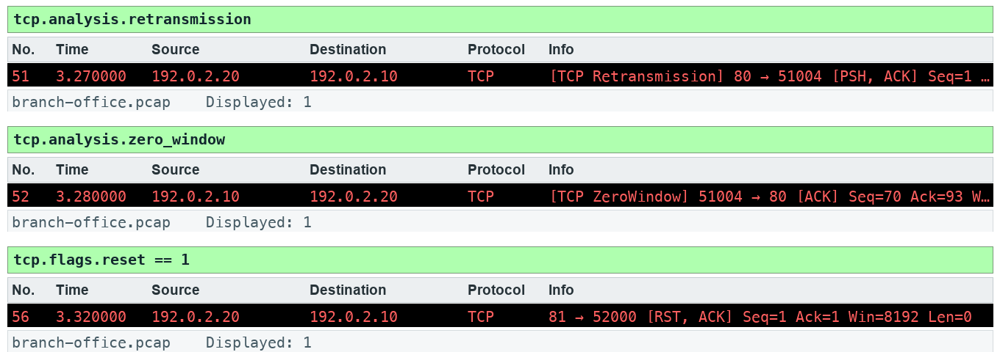 tcp.analysis.retransmission
No. Time Source Destination Protocol Info
51 3.270000 192.0.2.20 192.0.2.10 TCP [TCP Retransmission] 80 → 51004 [PSH, ACK] Seq=1 …
branch-office.pcap Displayed: 1
tcp.analysis.zero_window
No. Time Source Destination Protocol Info
52 3.280000 192.0.2.10 192.0.2.20 TCP [TCP ZeroWindow] 51004 → 80 [ACK] Seq=70 Ack=93 W…
branch-office.pcap Displayed: 1
tcp.flags.reset == 1
No. Time Source Destination Protocol Info
56 3.320000 192.0.2.20 192.0.2.10 TCP 81 → 52000 [RST, ACK] Seq=1 Ack=1 Win=8192 Len=0
branch-office.pcap Displayed: 1